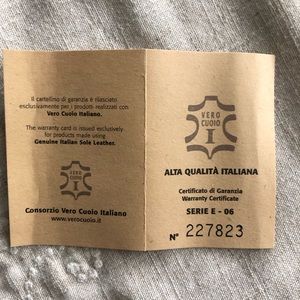 Il cartellino di garanzia è rilasciato
esclusivamente per i prodotti realizzati con
Vero Cuoio Italiano.
The warranty card is issued exclusively
for products made using
Genuine Italian Sole Leather.
VERO
CUOIO
I
Consorzio Vero Cuoio Italiano
www.verocuoio.it
VERO
CUOIO
I
ALTA QUALITÀ ITALIANA
Certificato di Garanzia
Warranty Certificate
SERIE E - 06
N° 227823